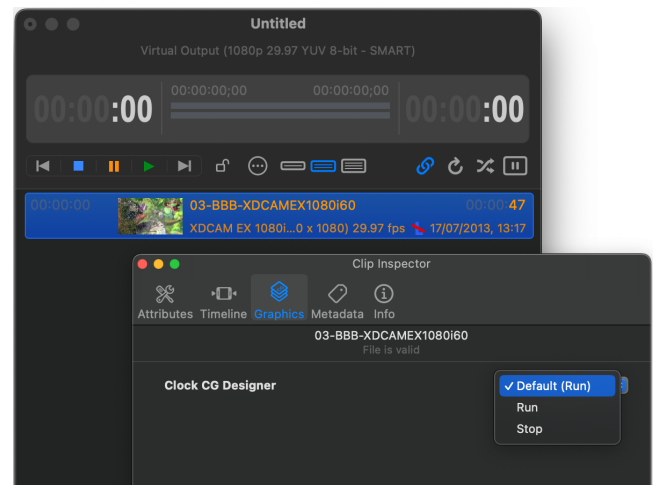 Untitled
Virtual Output (1080p 29.97 YUV 8-bit - SMART)
00:00:00
00:00:00;00
00:00:00;00
00:00:00
00:00:00
03-BBB-XDCAMEX1080i60
00:00:47
XDCAM EX 1080i...0 x 1080) 29.97 fps
17/07/2013, 13:17
Clip Inspector
Attributes
Timeline
Graphics
Metadata
Info
03-BBB-XDCAMEX1080i60
File is valid
Clock CG Designer
✓ Default (Run)
Run
Stop